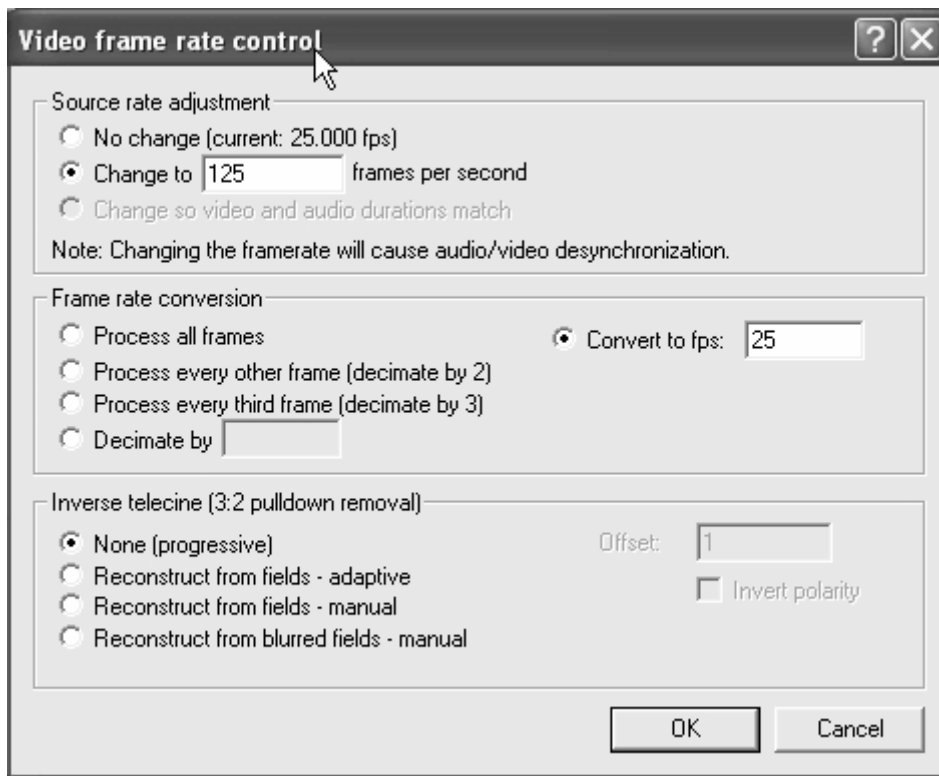 Video frame rate control
Source rate adjustment
No change (current: 25.000 fps)
Change to 125 frames per second
Change so video and audio durations match
Note: Changing the framerate will cause audio/video desynchronization.
Frame rate conversion
Process all frames
Convert to fps: 25
Process every other frame (decimate by 2)
Process every third frame (decimate by 3)
Decimate by
Inverse telecine (3:2 pulldown removal)
None (progressive)
Offset: 1
Reconstruct from fields - adaptive
Invert polarity
Reconstruct from fields - manual
Reconstruct from blurred fields - manual
OK
Cancel